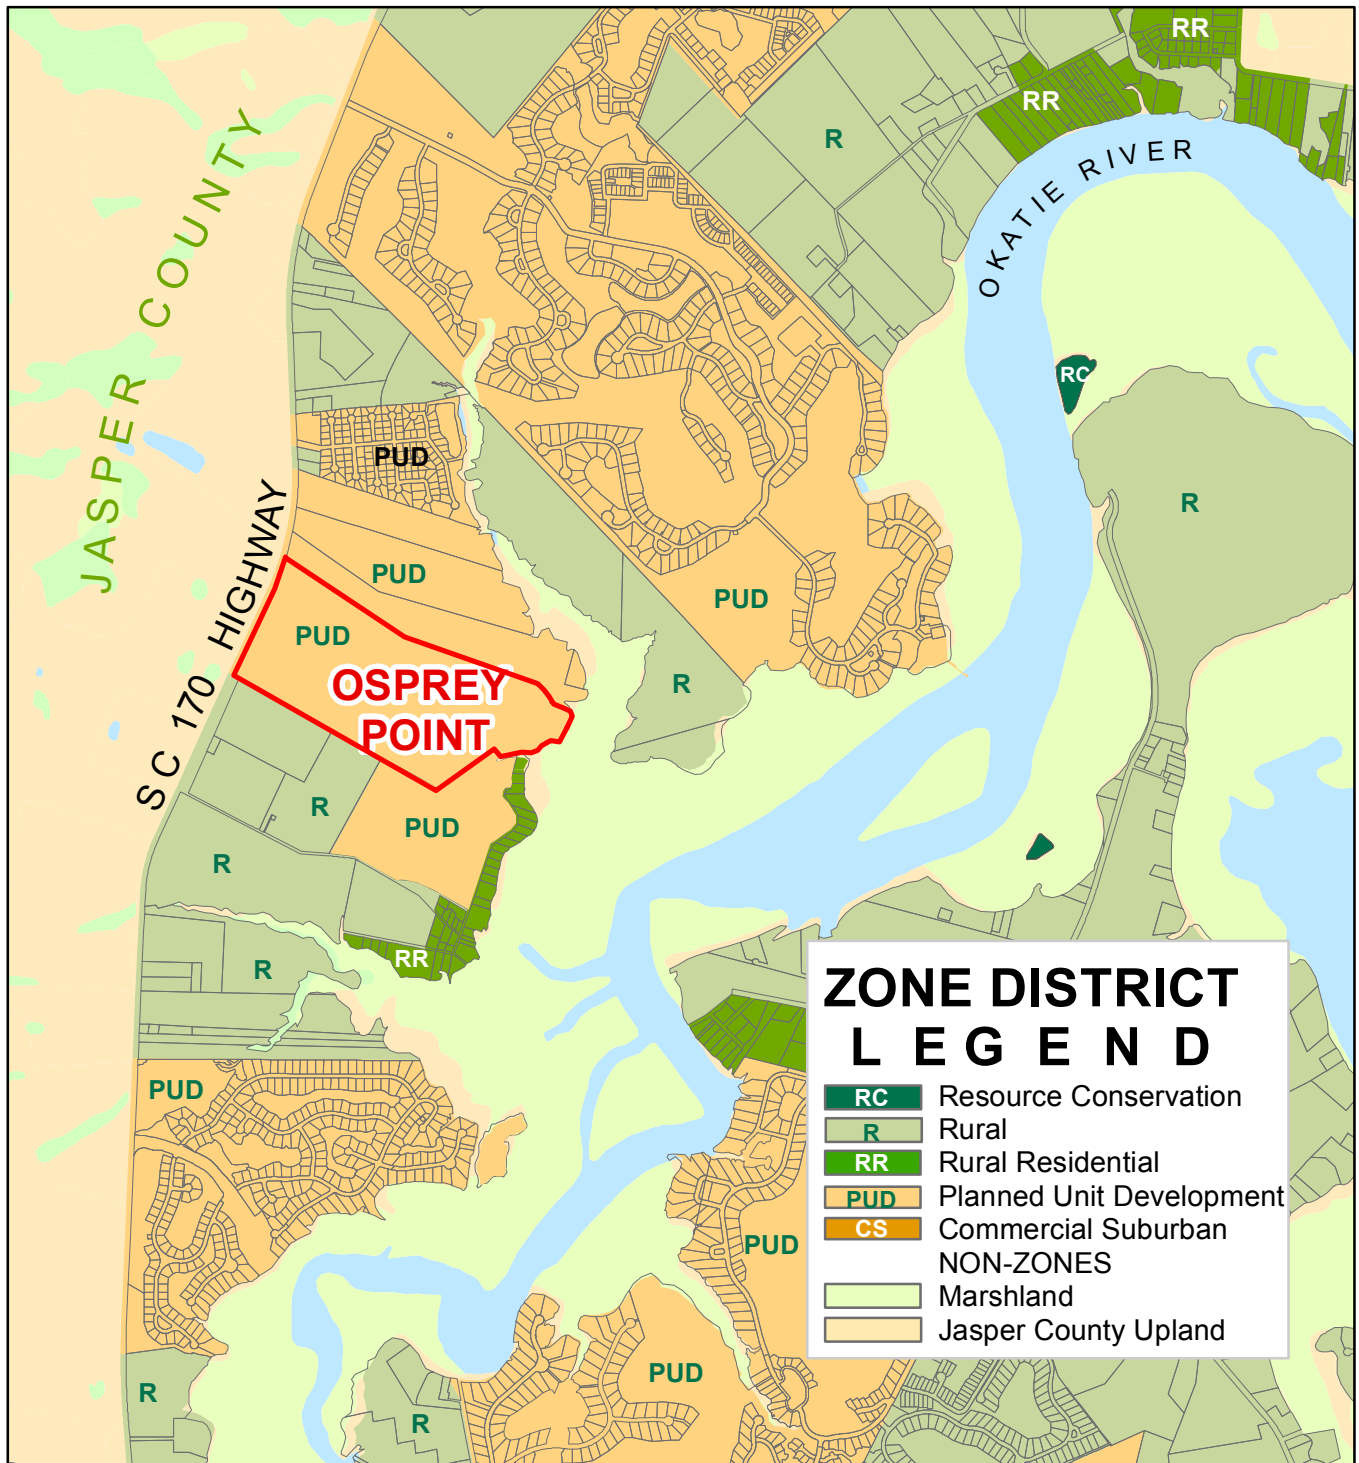 RR
RR
R
OKATIE RIVER
JASPER COUNTY
RC
PUD
R
SC 170 HIGHWAY
PUD
PUD
PUD
OSPREY
POINT
R
R
PUD
R
RR
R
PUD
PUD
PUD
R
R
ZONE DISTRICT
LEGEND
RC Resource Conservation
R Rural
RR Rural Residential
PUD Planned Unit Development
CS Commercial Suburban
NON-ZONES
Marshland
Jasper County Upland